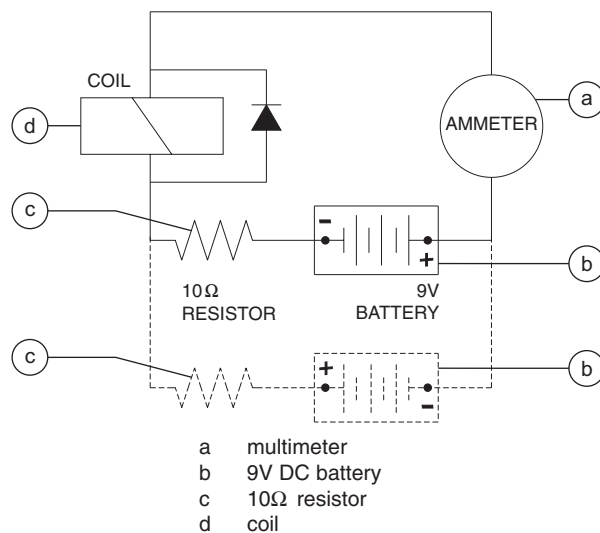 COIL
a
AMMETER
d
c
-
+
10Ω
RESISTOR
9V
BATTERY
b
c
+
-
b
a multimeter
b 9V DC battery
c 10Ω resistor
d coil